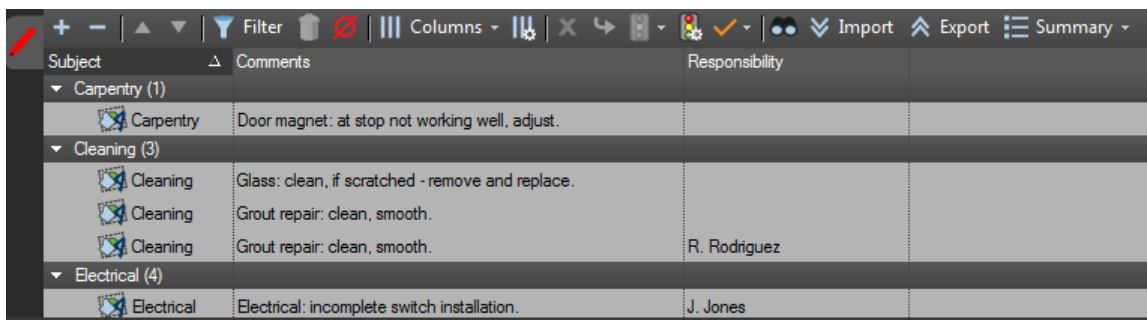 Filter Columns Import Export Summary
Subject Comments Responsibility
Carpentry (1)
Carpentry Door magnet: at stop not working well, adjust.
Cleaning (3)
Cleaning Glass: clean, if scratched - remove and replace.
Cleaning Grout repair: clean, smooth.
Cleaning Grout repair: clean, smooth. R. Rodriguez
Electrical (4)
Electrical Electrical: incomplete switch installation. J. Jones